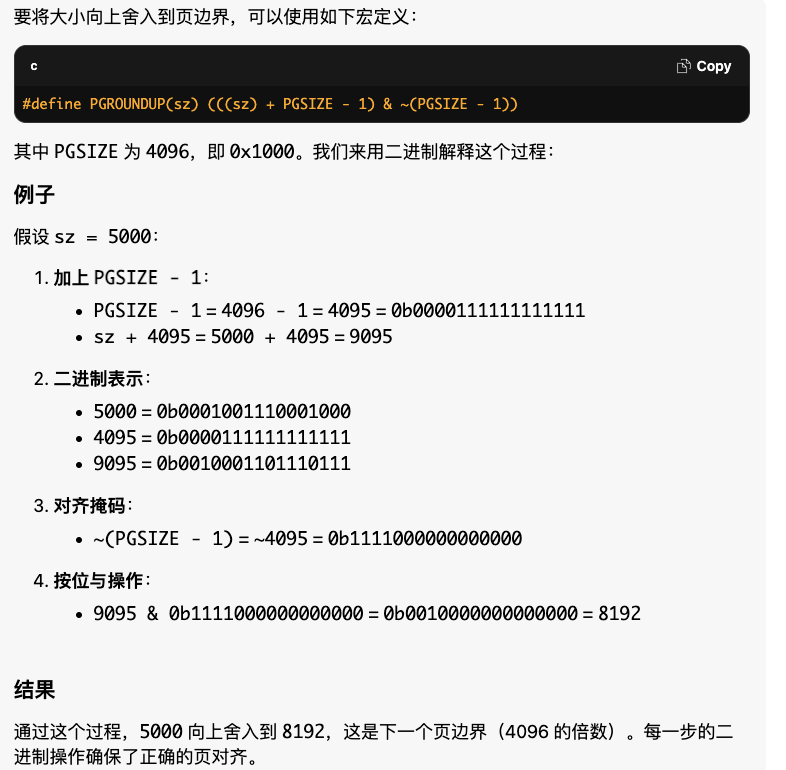 要将大小向上舍入到页边界，可以使用如下宏定义：
c
Copy
#define PGROUNDUP(sz) (((sz) + PGSIZE - 1) & ~(PGSIZE - 1))
其中 PGSIZE 为 4096，即 0x1000。我们来用二进制解释这个过程：
例子
假设 sz = 5000：
1. 加上 PGSIZE - 1：
• PGSIZE - 1 = 4096 - 1 = 4095 = 0b0000111111111111
• sz + 4095 = 5000 + 4095 = 9095
2. 二进制表示：
• 5000 = 0b0001001110001000
• 4095 = 0b0000111111111111
• 9095 = 0b0010001101110111
3. 对齐掩码：
• ~(PGSIZE - 1) = ~4095 = 0b1111000000000000
4. 按位与操作：
• 9095 & 0b1111000000000000 = 0b0010000000000000 = 8192
结果
通过这个过程，5000 向上舍入到 8192，这是下一个页边界（4096 的倍数）。每一步的二
进制操作确保了正确的页对齐。